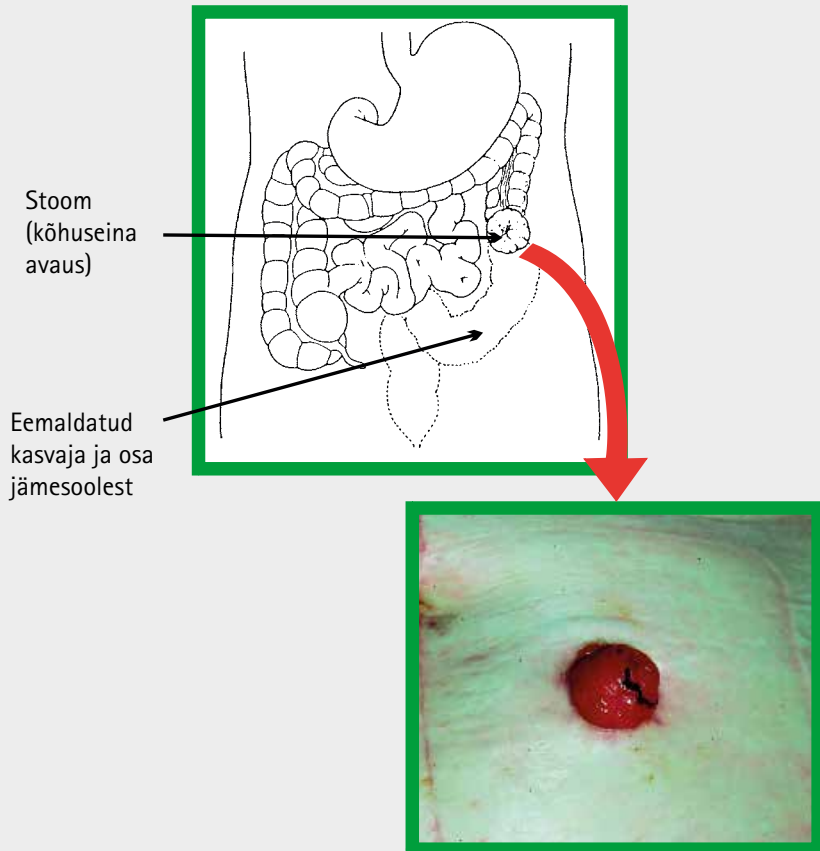 Stoom
(kõhuseina
avaus)
Eemaldatud
kasvaja ja osa
jämesoolest